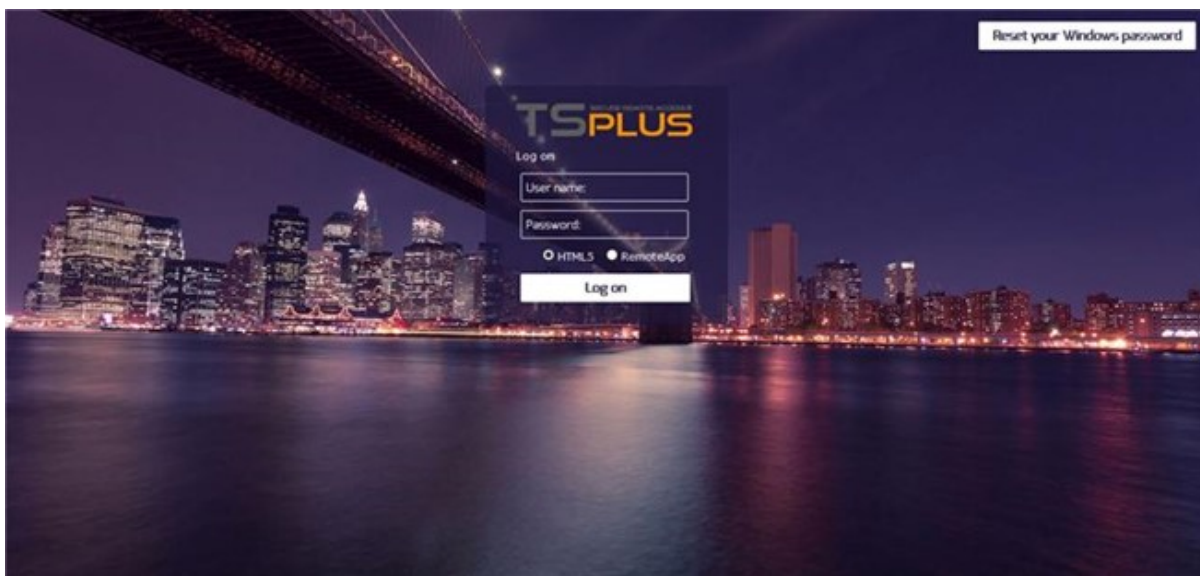 Reset your Windows password
TSPLUS
Log on
User name:
Password:
HTML5 RemoteApp
Log on